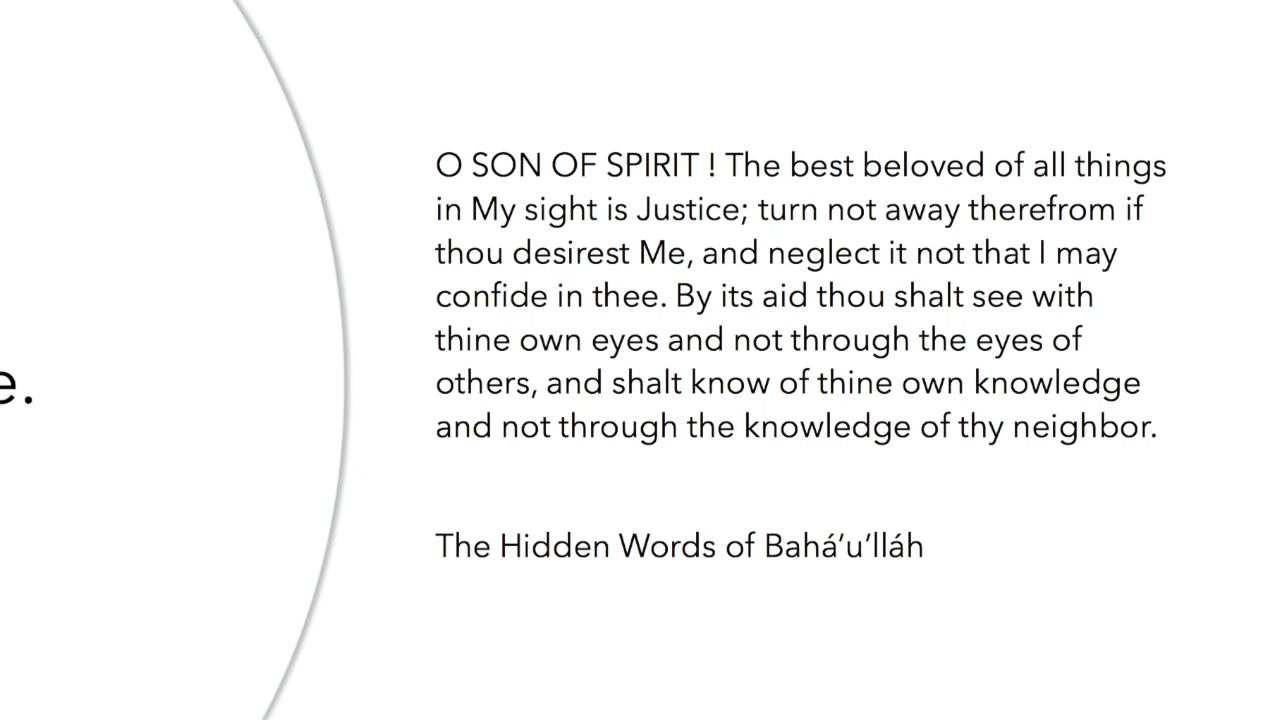 e.
O SON OF SPIRIT ! The best beloved of all things
in My sight is Justice; turn not away therefrom if
thou desirest Me, and neglect it not that I may
confide in thee. By its aid thou shalt see with
thine own eyes and not through the eyes of
others, and shalt know of thine own knowledge
and not through the knowledge of thy neighbor.
The Hidden Words of Bahá’u’lláh